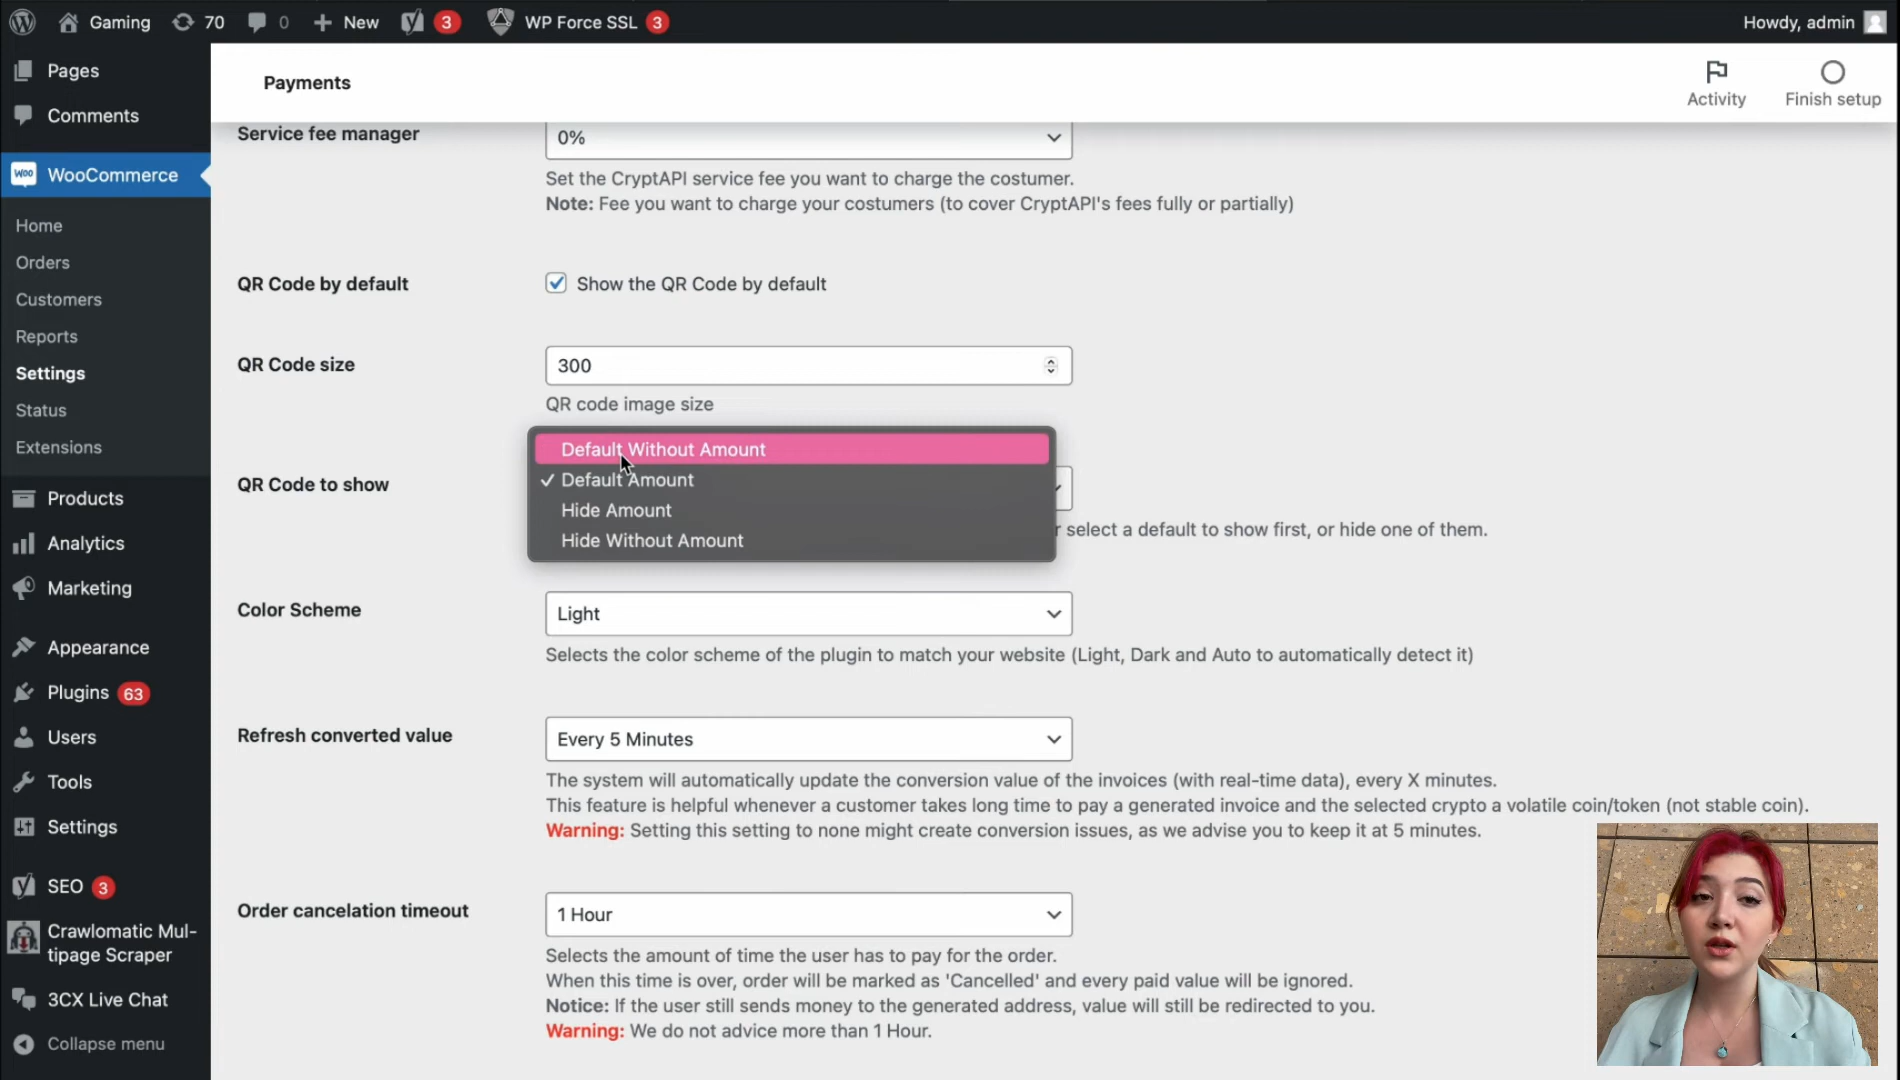 Gaming
70
0
New
3
WP Force SSL
3
Howdy, admin
Pages
Comments
WOO
WooCommerce
Home
Orders
Customers
Reports
Settings
Status
Extensions
Products
Analytics
Marketing
Appearance
Plugins 63
Users
Tools
Settings
SEO 3
Crawlomatic Mul-
tipage Scraper
3CX Live Chat
Collapse menu
Payments
Activity
Finish setup
Service fee manager
0%
Set the CryptAPI service fee you want to charge the costumer.
Note: Fee you want to charge your costumers (to cover CryptAPI's fees fully or partially)
QR Code by default
Show the QR Code by default
QR Code size
300
QR code image size
QR Code to show
Default Without Amount
Default Amount
Hide Amount
Hide Without Amount
select a default to show first, or hide one of them.
Color Scheme
Light
Selects the color scheme of the plugin to match your website (Light, Dark and Auto to automatically detect it)
Refresh converted value
Every 5 Minutes
The system will automatically update the conversion value of the invoices (with real-time data), every X minutes.
This feature is helpful whenever a customer takes long time to pay a generated invoice and the selected crypto a volatile coin/token (not stable coin).
Warning: Setting this setting to none might create conversion issues, as we advise you to keep it at 5 minutes.
Order cancelation timeout
1 Hour
Selects the amount of time the user has to pay for the order.
When this time is over, order will be marked as 'Cancelled' and every paid value will be ignored.
Notice: If the user still sends money to the generated address, value will still be redirected to you.
Warning: We do not advice more than 1 Hour.